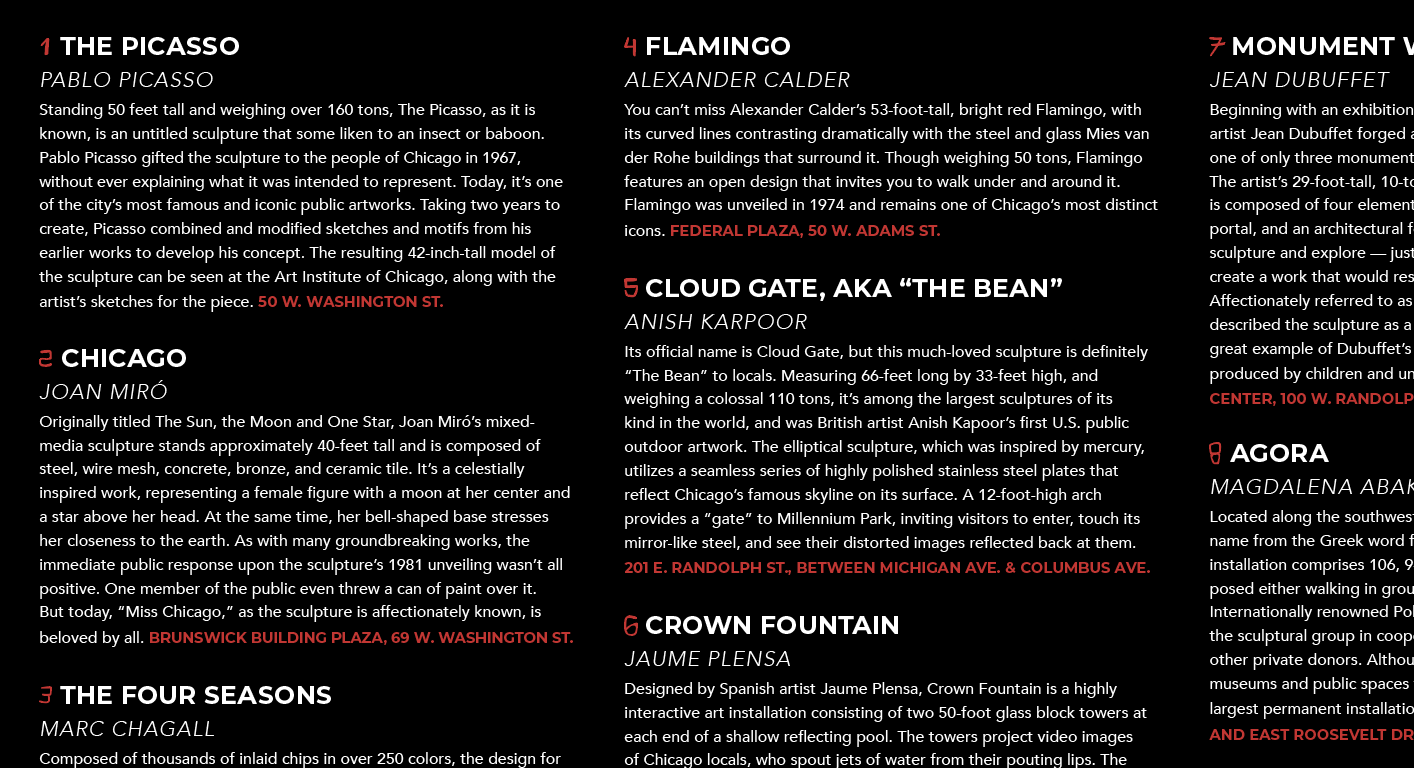 1 THE PICASSO
PABLO PICASSO
Standing 50 feet tall and weighing over 160 tons, The Picasso, as it is
known, is an untitled sculpture that some liken to an insect or baboon.
Pablo Picasso gifted the sculpture to the people of Chicago in 1967,
without ever explaining what it was intended to represent. Today, it’s one
of the city’s most famous and iconic public artworks. Taking two years to
create, Picasso combined and modified sketches and motifs from his
earlier works to develop his concept. The resulting 42-inch-tall model of
the sculpture can be seen at the Art Institute of Chicago, along with the
artist’s sketches for the piece. 50 W. WASHINGTON ST.
2 CHICAGO
JOAN MIRÓ
Originally titled The Sun, the Moon and One Star, Joan Miró’s mixed-
media sculpture stands approximately 40-feet tall and is composed of
steel, wire mesh, concrete, bronze, and ceramic tile. It’s a celestially
inspired work, representing a female figure with a moon at her center and
a star above her head. At the same time, her bell-shaped base stresses
her closeness to the earth. As with many groundbreaking works, the
immediate public response upon the sculpture’s 1981 unveiling wasn’t all
positive. One member of the public even threw a can of paint over it.
But today, “Miss Chicago,” as the sculpture is affectionately known, is
beloved by all. BRUNSWICK BUILDING PLAZA, 69 W. WASHINGTON ST.
3 THE FOUR SEASONS
MARC CHAGALL
Composed of thousands of inlaid chips in over 250 colors, the design for
4 FLAMINGO
ALEXANDER CALDER
You can’t miss Alexander Calder’s 53-foot-tall, bright red Flamingo, with
its curved lines contrasting dramatically with the steel and glass Mies van
der Rohe buildings that surround it. Though weighing 50 tons, Flamingo
features an open design that invites you to walk under and around it.
Flamingo was unveiled in 1974 and remains one of Chicago’s most distinct
icons. FEDERAL PLAZA, 50 W. ADAMS ST.
5 CLOUD GATE, AKA “THE BEAN”
ANISH KARPOOR
Its official name is Cloud Gate, but this much-loved sculpture is definitely
“The Bean” to locals. Measuring 66-feet long by 33-feet high, and
weighing a colossal 110 tons, it’s among the largest sculptures of its
kind in the world, and was British artist Anish Kapoor’s first U.S. public
outdoor artwork. The elliptical sculpture, which was inspired by mercury,
utilizes a seamless series of highly polished stainless steel plates that
reflect Chicago’s famous skyline on its surface. A 12-foot-high arch
provides a “gate” to Millennium Park, inviting visitors to enter, touch its
mirror-like steel, and see their distorted images reflected back at them.
201 E. RANDOLPH ST., BETWEEN MICHIGAN AVE. & COLUMBUS AVE.
6 CROWN FOUNTAIN
JAUME PLENSA
Designed by Spanish artist Jaume Plensa, Crown Fountain is a highly
interactive art installation consisting of two 50-foot glass block towers at
each end of a shallow reflecting pool. The towers project video images
of Chicago locals, who spout jets of water from their pouting lips. The
7 MONUMENT W
JEAN DUBUFFET
Beginning with an exhibition
artist Jean Dubuffet forged a
one of only three monument
The artist’s 29-foot-tall, 10-to
is composed of four element
portal, and an architectural f
sculpture and explore — just
create a work that would res
Affectionately referred to as
described the sculpture as a
great example of Dubuffet’s
produced by children and un
CENTER, 100 W. RANDOLP
8 AGORA
MAGDALENA ABAK
Located along the southwest
name from the Greek word f
installation comprises 106, 9
posed either walking in grou
Internationally renowned Pol
the sculptural group in coope
other private donors. Althou
museums and public spaces
largest permanent installatio
AND EAST ROOSEVELT DR